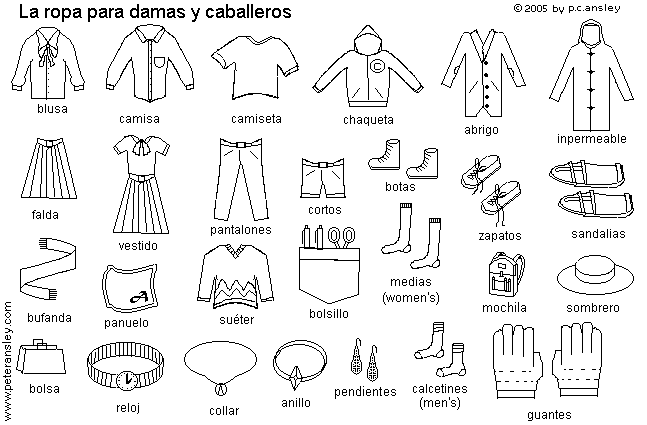 La ropa para damas y caballeros
© 2005 by p.c.ansley
blusa
camisa
camiseta
chaqueta
C
abrigo
inpermeable
falda
vestido
pantalones
cortos
botas
zapatos
sandalias
bufanda
panuelo
suéter
bolsillo
medias
(women's)
mochila
sombrero
bolsa
reloj
collar
anillo
pendientes
calcetines
(men's)
guantes
www.peteransley.com